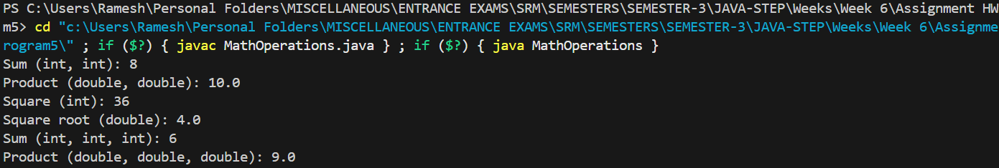 PS C:\Users\Ramesh\Personal Folders\MISCELLANEOUS\ENTRANCE EXAMS\SRM\SEMESTERS\SEMESTER-3\JAVA-STEP\Weeks\Week 6\Assignment HW
m5> cd "c:\Users\Ramesh\Personal Folders\MISCELLANEOUS\ENTRANCE EXAMS\SRM\SEMESTERS\SEMESTER-3\JAVA-STEP\Weeks\Week 6\Assignme
rogram5\" ; if ($?) { javac MathOperations.java } ; if ($?) { java MathOperations }
Sum (int, int): 8
Product (double, double): 10.0
Square (int): 36
Square root (double): 4.0
Sum (int, int, int): 6
Product (double, double, double): 9.0